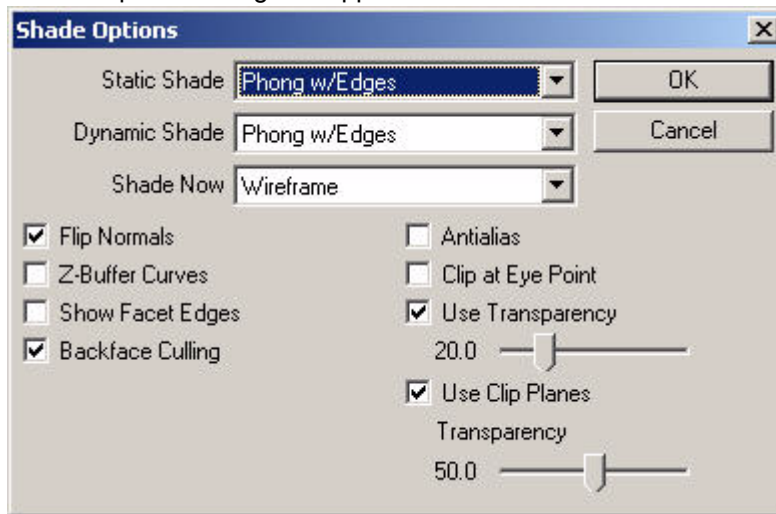 Shade Options
Static Shade Phong w/Edges OK
Dynamic Shade Phong w/Edges Cancel
Shade Now Wireframe
Flip Normals
Z-Buffer Curves
Show Facet Edges
Backface Culling
Antialias
Clip at Eye Point
Use Transparency
20.0
Use Clip Planes
Transparency
50.0